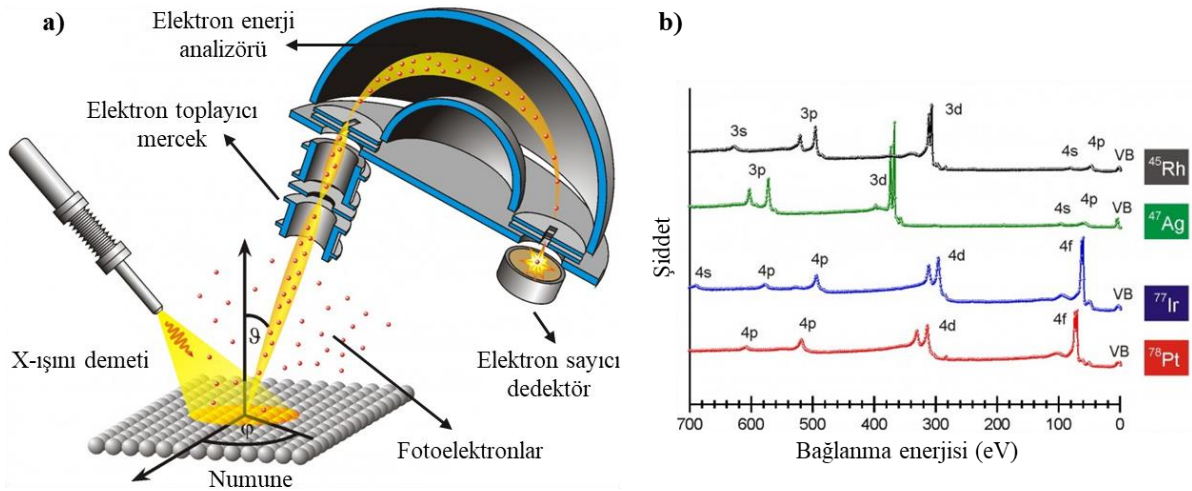 a)
Elektron enerji
analizörü
Elektron toplayıcı
mercek
X-ışını demeti
ϑ
φ
Elektron sayıcı
dedektör
Fotoelektronlar
Numune
b)
Şiddet
3s 3p 3d 4s 4p VB 45Rh
3p 3d 4s 4p VB 47Ag
4s 4p 4p 4d 4f VB 77Ir
4p 4p 4d 4f VB 78Pt
700 600 500 400 300 200 100 0
Bağlanma enerjisi (eV)